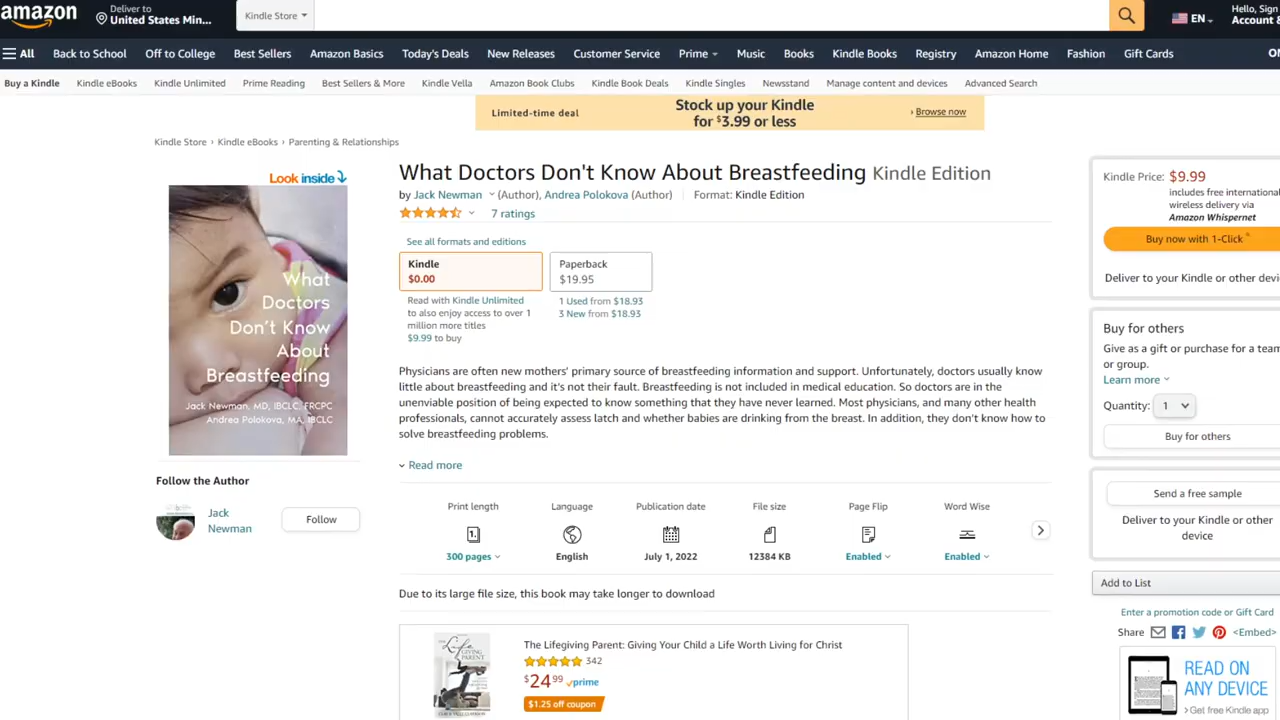 amazon
Deliver to
United States Min...
Kindle Store
EN
Hello, Sign
Account &
All
Back to School
Off to College
Best Sellers
Amazon Basics
Today's Deals
New Releases
Customer Service
Prime
Music
Books
Kindle Books
Registry
Amazon Home
Fashion
Gift Cards
Buy a Kindle
Kindle eBooks
Kindle Unlimited
Prime Reading
Best Sellers & More
Kindle Vella
Amazon Book Clubs
Kindle Book Deals
Kindle Singles
Newsstand
Manage content and devices
Advanced Search
Limited-time deal
Stock up your Kindle
for $3.99 or less
› Browse now
Kindle Store › Kindle eBooks › Parenting & Relationships
Look inside
What
Doctors
Don't Know
About
Breastfeeding
Jack Newman, MD, IBCLC, FRCPC
Andrea Polokova, MA, IBCLC
Follow the Author
Jack
Newman
Follow
What Doctors Don't Know About Breastfeeding Kindle Edition
by Jack Newman (Author), Andrea Polokova (Author) Format: Kindle Edition
7 ratings
See all formats and editions
Kindle
$0.00
Read with Kindle Unlimited
to also enjoy access to over 1
million more titles
$9.99 to buy
Paperback
$19.95
1 Used from $18.93
3 New from $18.93
Physicians are often new mothers' primary source of breastfeeding information and support. Unfortunately, doctors usually know
little about breastfeeding and it's not their fault. Breastfeeding is not included in medical education. So doctors are in the
unenviable position of being expected to know something that they have never learned. Most physicians, and many other health
professionals, cannot accurately assess latch and whether babies are drinking from the breast. In addition, they don't know how to
solve breastfeeding problems.
Read more
Print length
300 pages
Language
English
Publication date
July 1, 2022
File size
12384 KB
Page Flip
Enabled
Word Wise
Enabled
Due to its large file size, this book may take longer to download
The Lifegiving Parent: Giving Your Child a Life Worth Living for Christ
342
$24.99 prime
$1.25 off coupon
Kindle Price: $9.99
includes free international
wireless delivery via
Amazon Whispernet
Buy now with 1-Click
Deliver to your Kindle or other devi
Buy for others
Give as a gift or purchase for a team
or group.
Learn more
Quantity: 1
Buy for others
Send a free sample
Deliver to your Kindle or other
device
Add to List
Enter a promotion code or Gift Card
Share <Embed>
READ ON
ANY DEVICE
› Get free Kindle app